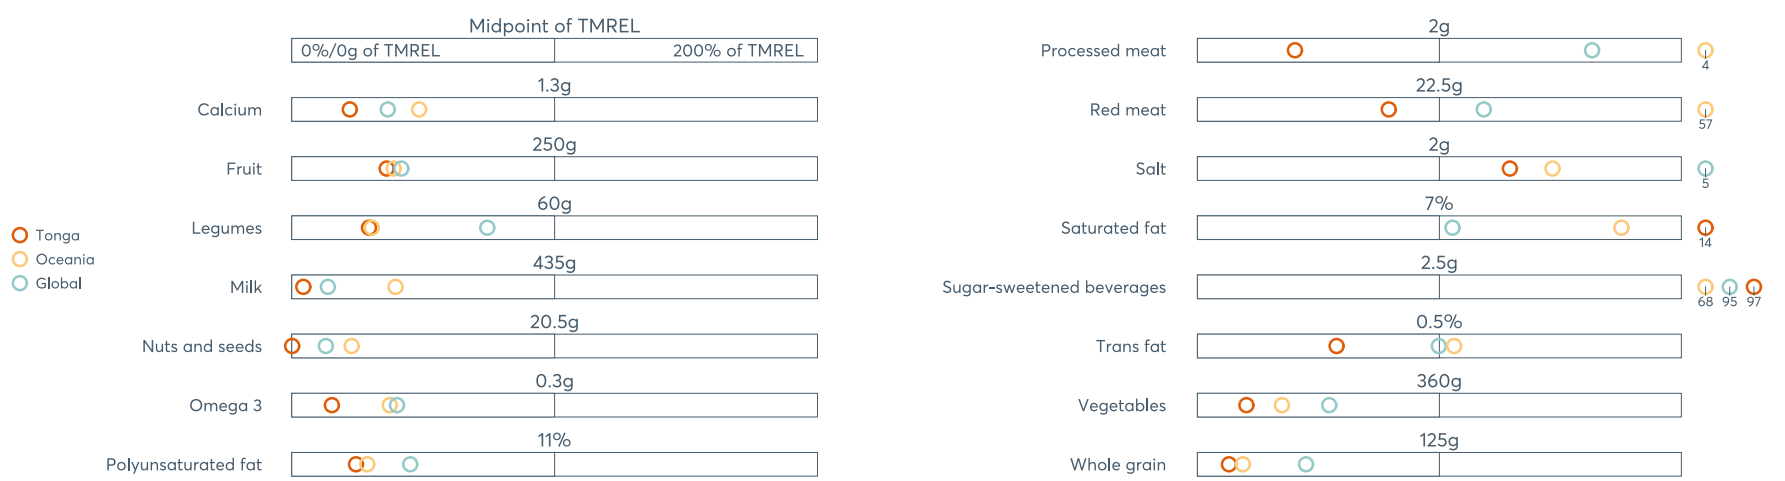 Midpoint of TMREL
0%/0g of TMREL 200% of TMREL
1.3g
Calcium
250g
Fruit
60g
Legumes
435g
Milk
20.5g
Nuts and seeds
0.3g
Omega 3
11%
Polyunsaturated fat
Tonga
Oceania
Global
2g
Processed meat
4
22.5g
Red meat
57
2g
Salt
5
7%
Saturated fat
14
2.5g
Sugar-sweetened beverages
68 95 97
0.5%
Trans fat
360g
Vegetables
125g
Whole grain